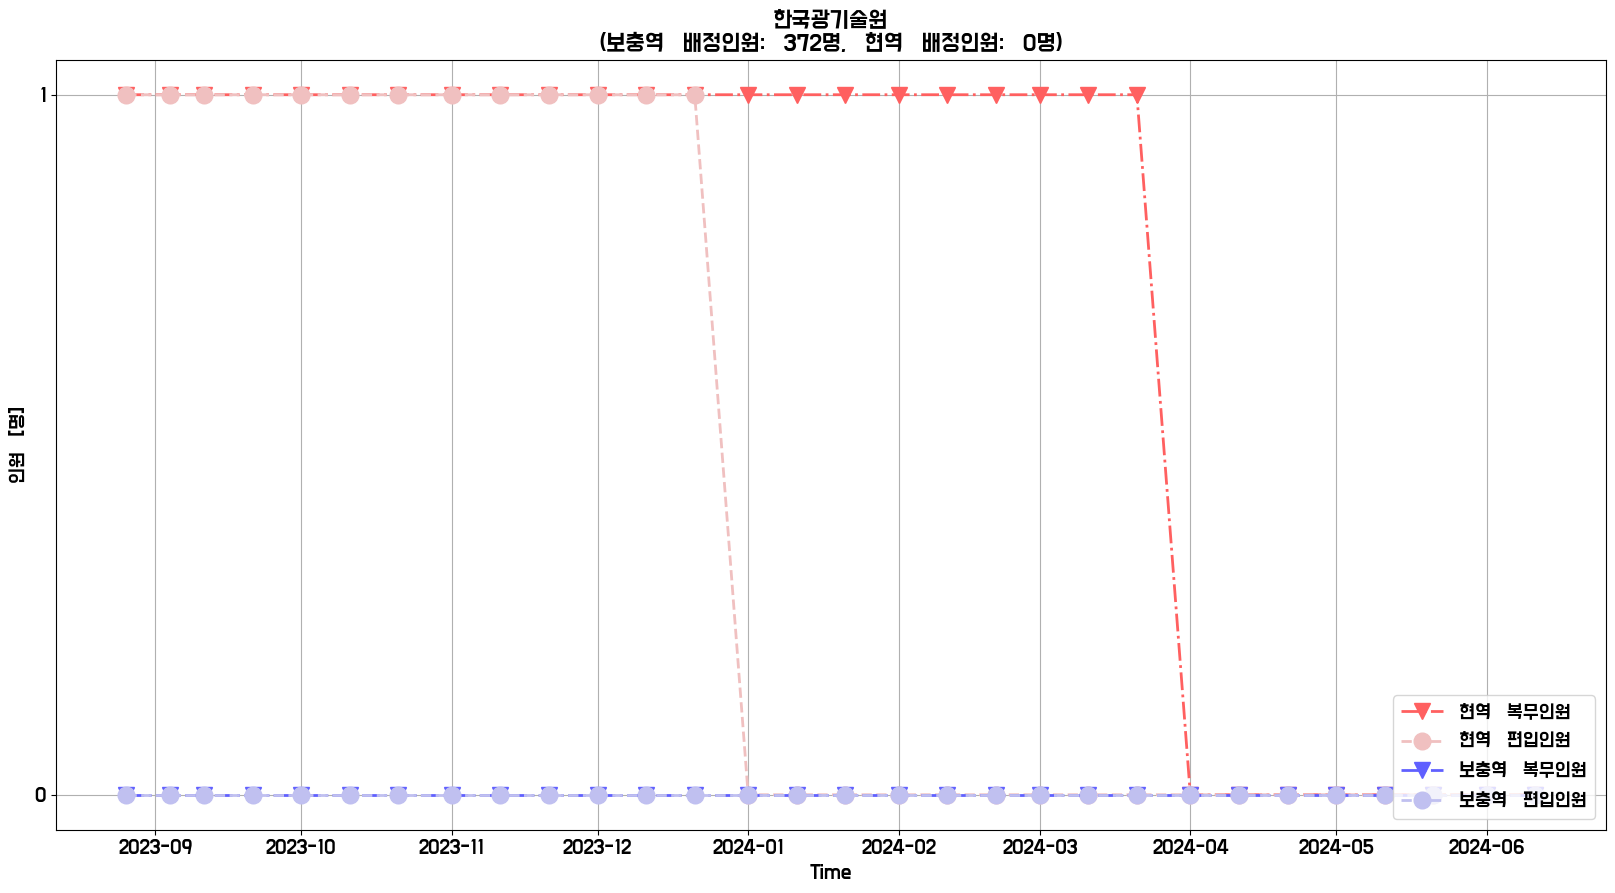 한국광기술원
(보충역 배정인원: 372명, 현역 배정인원: 0명)
1
0
인원 [명]
2023-09 2023-10 2023-11 2023-12 2024-01 2024-02 2024-03 2024-04 2024-05 2024-06
Time
현역 복무인원
현역 편입인원
보충역 복무인원
보충역 편입인원